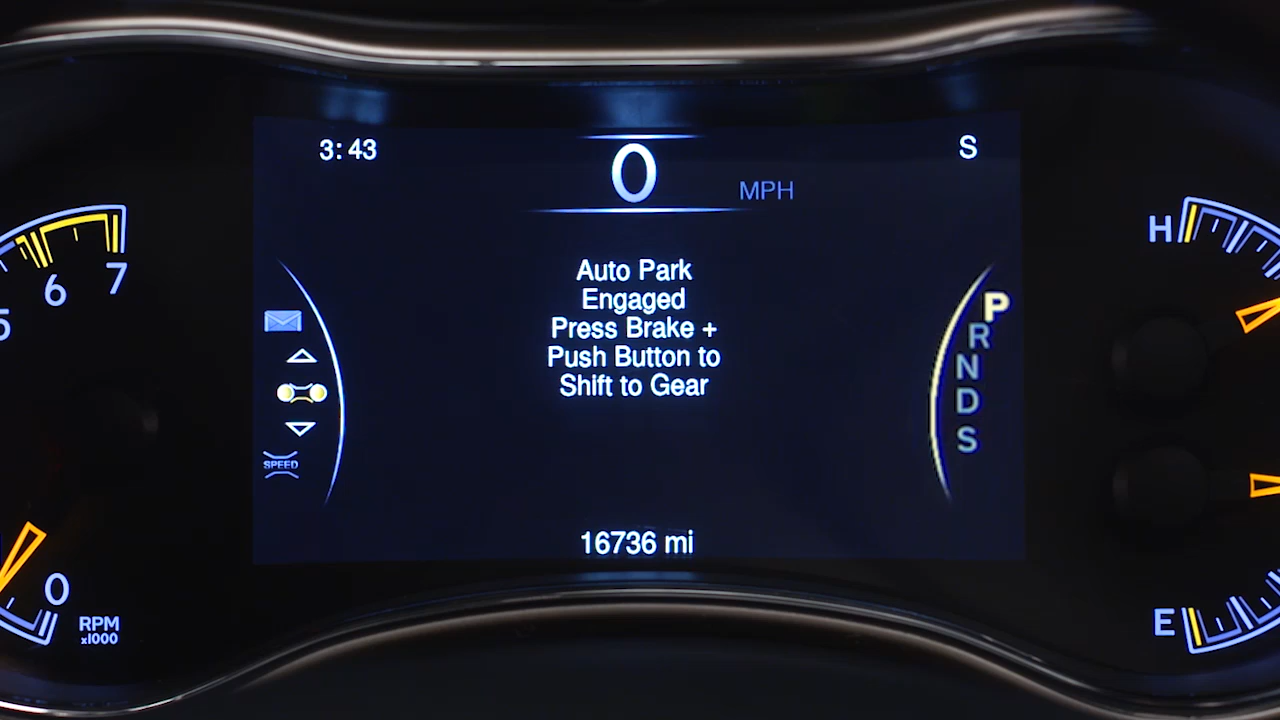 3:43
0
MPH
S
5
6
7
H
Auto Park
Engaged
Press Brake +
Push Button to
Shift to Gear
P
R
N
D
S
SPEED
16736 mi
0
RPM
x1000
E